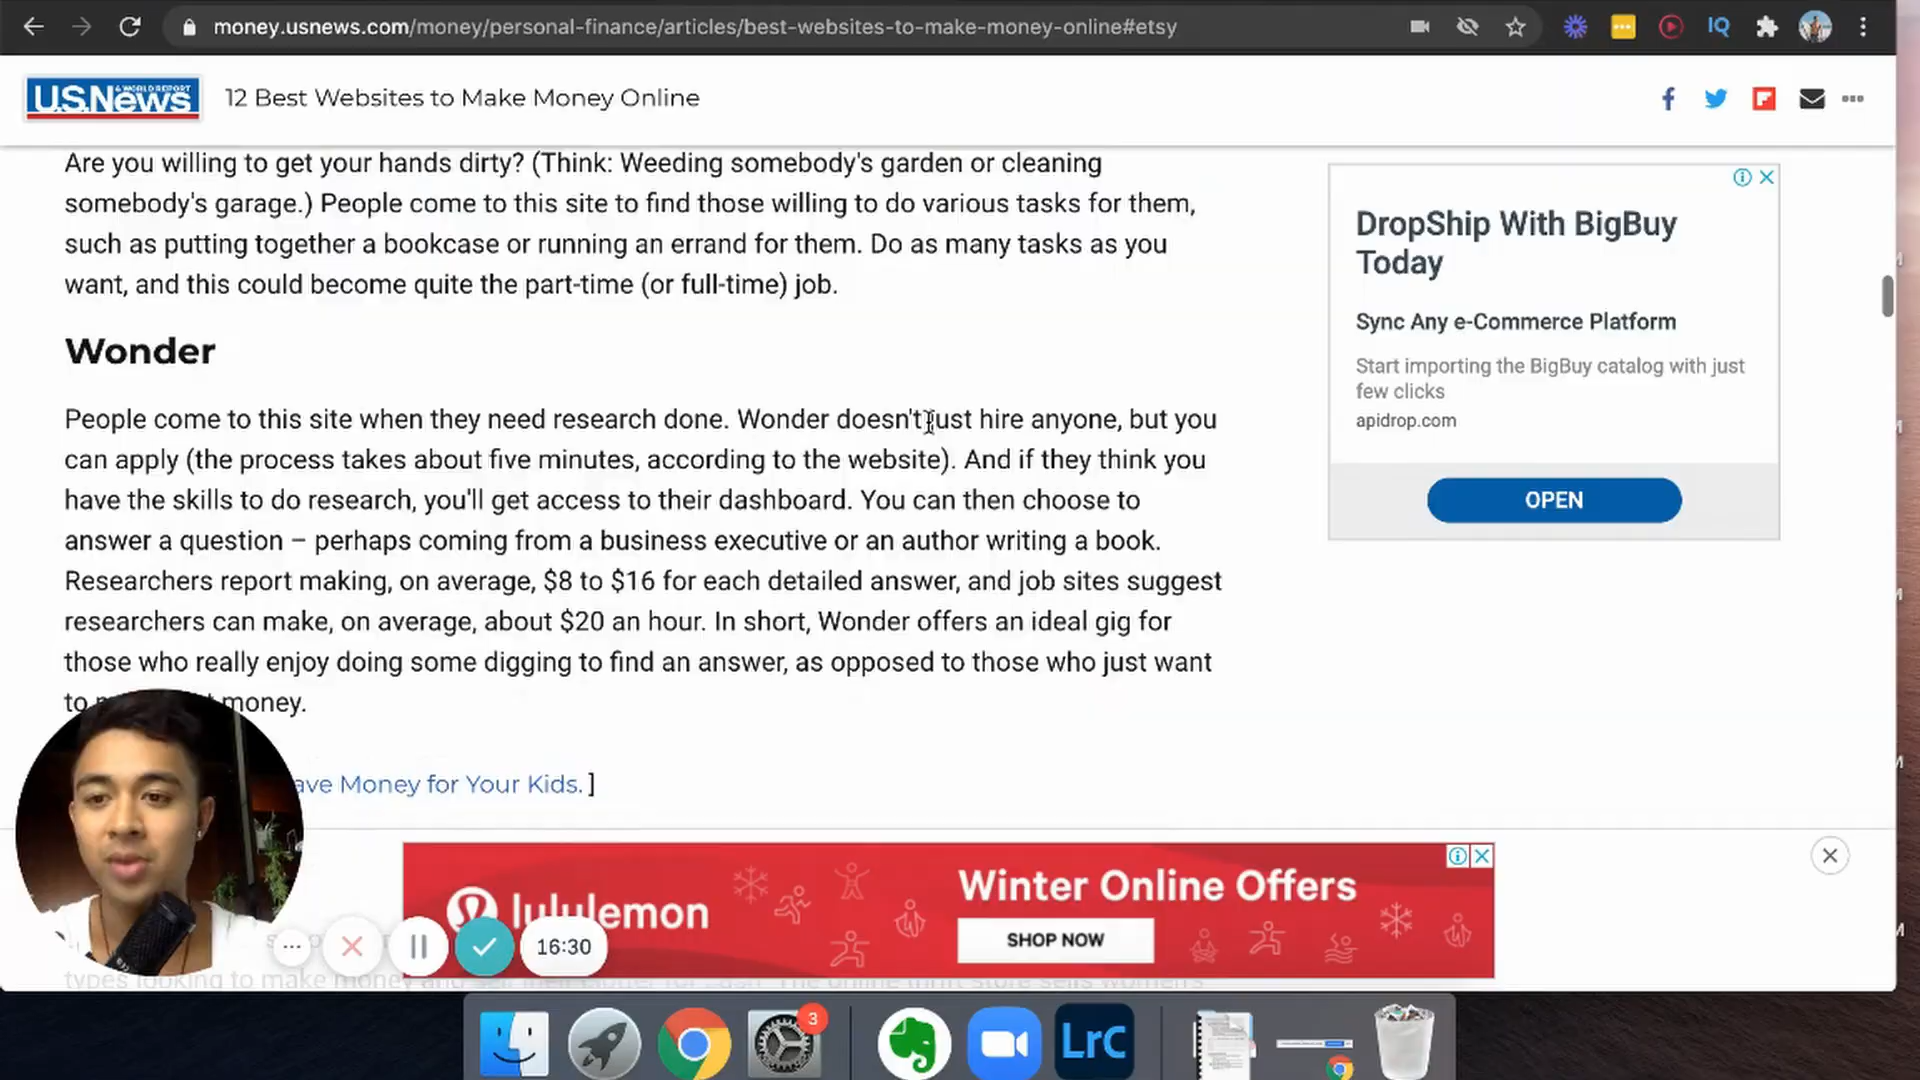 money.usnews.com/money/personal-finance/articles/best-websites-to-make-money-online#etsy
IQ
U.S.News
& WORLD REPORT
12 Best Websites to Make Money Online
Are you willing to get your hands dirty? (Think: Weeding somebody's garden or cleaning
somebody's garage.) People come to this site to find those willing to do various tasks for them,
such as putting together a bookcase or running an errand for them. Do as many tasks as you
want, and this could become quite the part-time (or full-time) job.
Wonder
People come to this site when they need research done. Wonder doesn't just hire anyone, but you
can apply (the process takes about five minutes, according to the website). And if they think you
have the skills to do research, you'll get access to their dashboard. You can then choose to
answer a question – perhaps coming from a business executive or an author writing a book.
Researchers report making, on average, $8 to $16 for each detailed answer, and job sites suggest
researchers can make, on average, about $20 an hour. In short, Wonder offers an ideal gig for
those who really enjoy doing some digging to find an answer, as opposed to those who just want
to money.
ave Money for Your Kids. ]
DropShip With BigBuy
Today
Sync Any e-Commerce Platform
Start importing the BigBuy catalog with just
few clicks
apidrop.com
OPEN
lululemon
Winter Online Offers
SHOP NOW
16:30
types looking to make money and
3
LrC